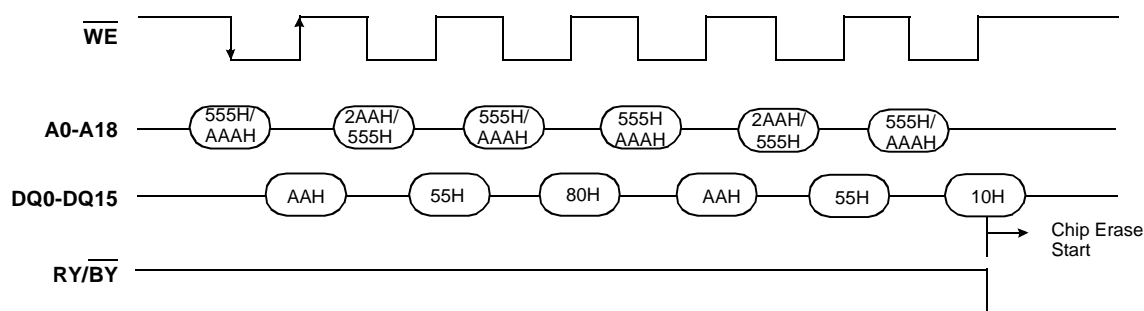 WE
A0-A18
555H/
AAAH
2AAH/
555H
555H/
AAAH
555H
AAAH
2AAH/
555H
555H/
AAAH
DQ0-DQ15
AAH
55H
80H
AAH
55H
10H
Chip Erase
Start
RY/BY